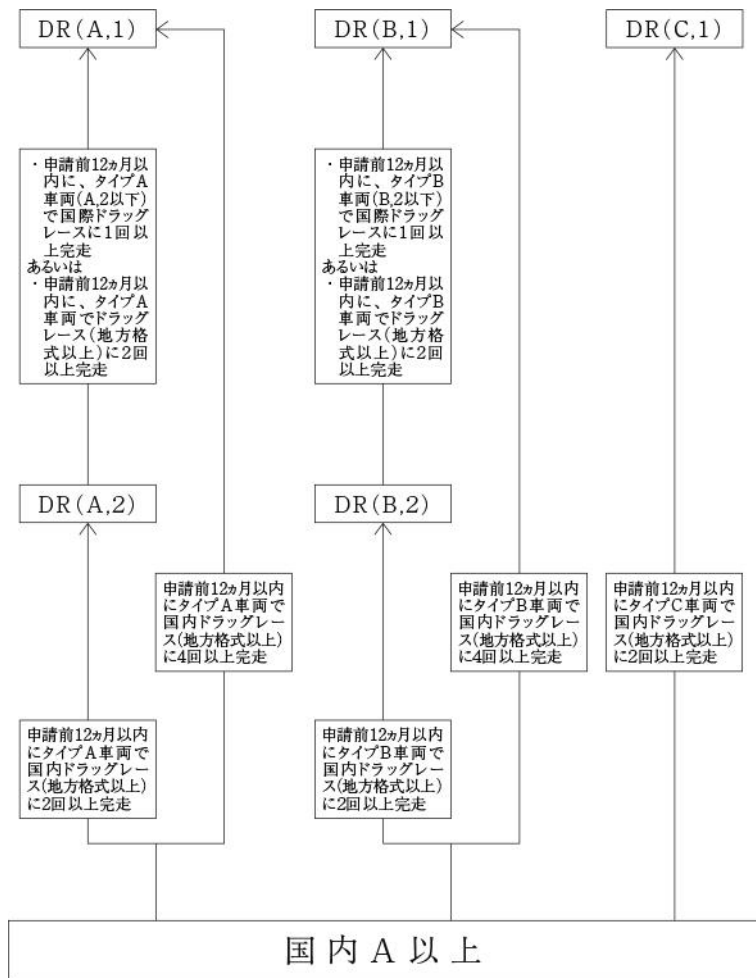 DR(A,1)
DR(B,1)
DR(C,1)
・申請前12ヵ月以
内に、タイプA
車両(A,2以下)
で国際ドラッグ
レースに1回以
上完走
あるいは
・申請前12ヵ月以
内に、タイプA
車両でドラッグ
レース(地方格
式以上)に2回
以上完走
・申請前12ヵ月以
内に、タイプB
車両(B,2以下)
で国際ドラッグ
レースに1回以
上完走
あるいは
・申請前12ヵ月以
内に、タイプB
車両でドラッグ
レース(地方格
式以上)に2回
以上完走
DR(A,2)
DR(B,2)
申請前12ヵ月以内
にタイプA車両で
国内ドラッグレー
ス(地方格式以上)
に4回以上完走
申請前12ヵ月以内
にタイプB車両で
国内ドラッグレー
ス(地方格式以上)
に4回以上完走
申請前12ヵ月以内
にタイプC車両で
国内ドラッグレー
ス(地方格式以上)
に2回以上完走
申請前12ヵ月以内
にタイプA車両で
国内ドラッグレー
ス(地方格式以上)
に2回以上完走
申請前12ヵ月以内
にタイプB車両で
国内ドラッグレー
ス(地方格式以上)
に2回以上完走
国内A以上